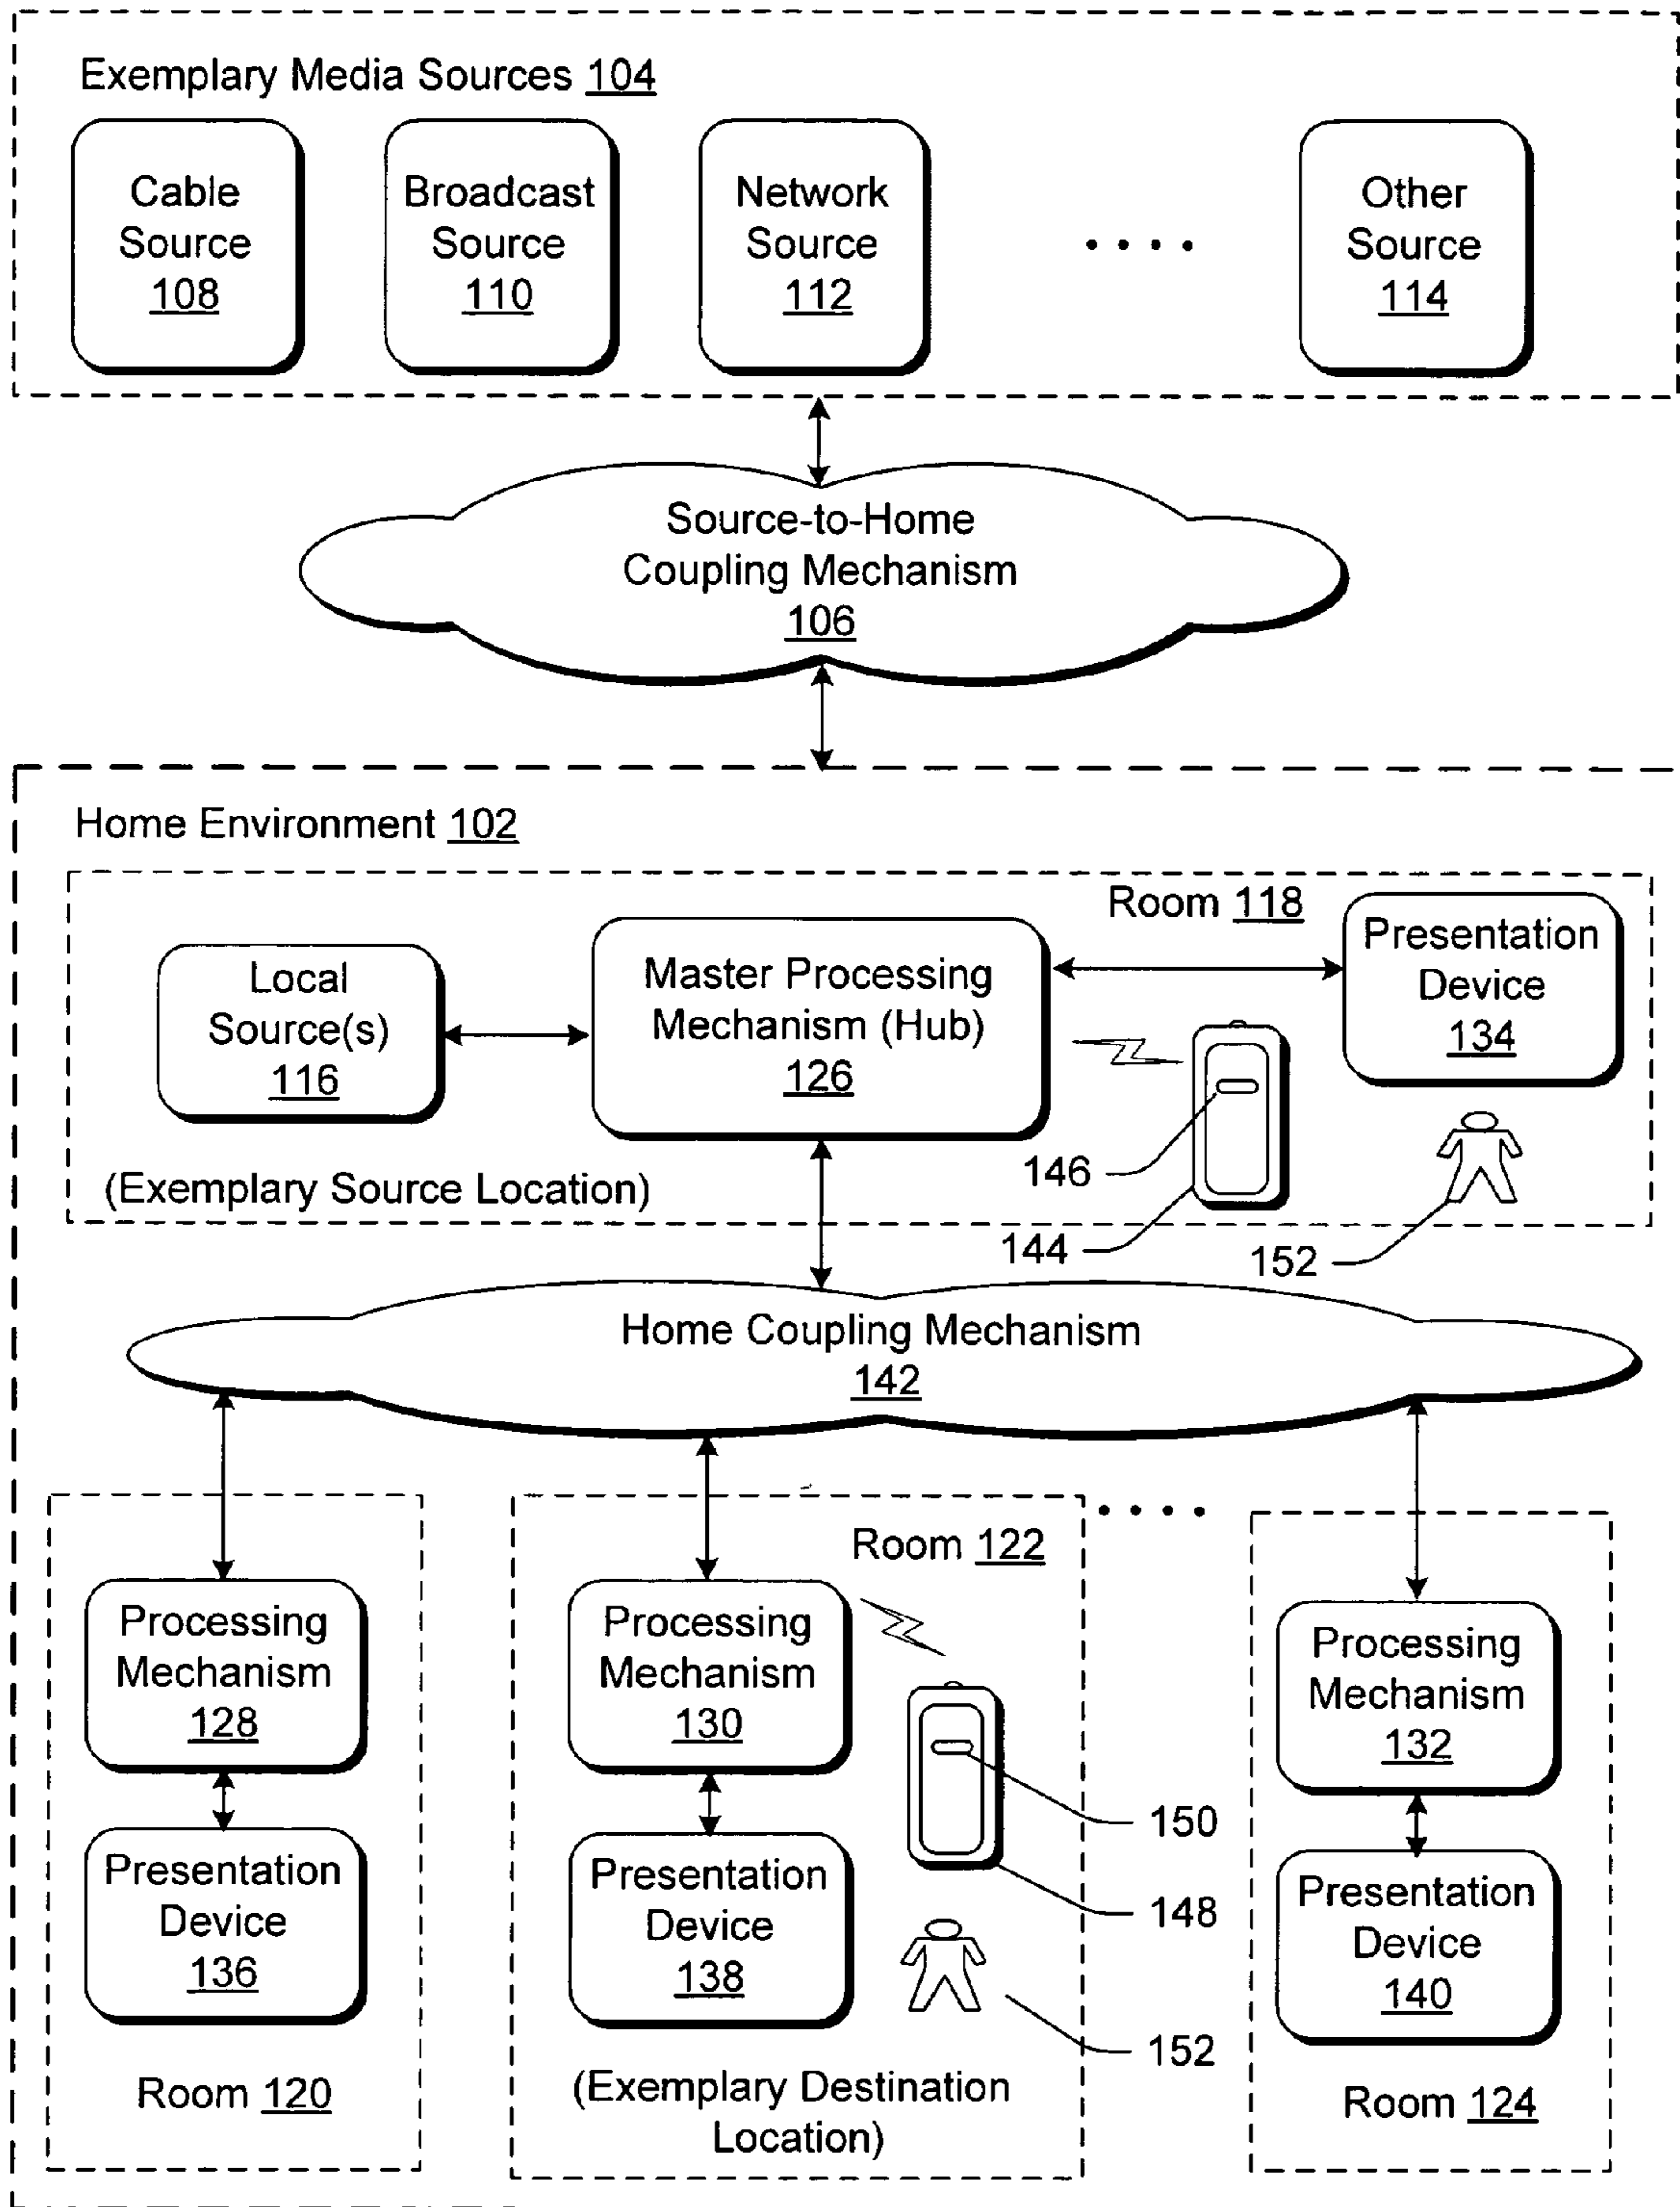 Exemplary Media Sources 104
Cable
Source
108
Broadcast
Source
110
Network
Source
112
Other
Source
114
Source-to-Home
Coupling Mechanism
106
Home Environment 102
Room 118
Local
Source(s)
116
Master Processing
Mechanism (Hub)
126
Presentation
Device
134
146
(Exemplary Source Location)
144
152
Home Coupling Mechanism
142
Processing
Mechanism
128
Presentation
Device
136
Room 120
Room 122
Processing
Mechanism
130
Presentation
Device
138
150
148
152
(Exemplary Destination
Location)
Processing
Mechanism
132
Presentation
Device
140
Room 124